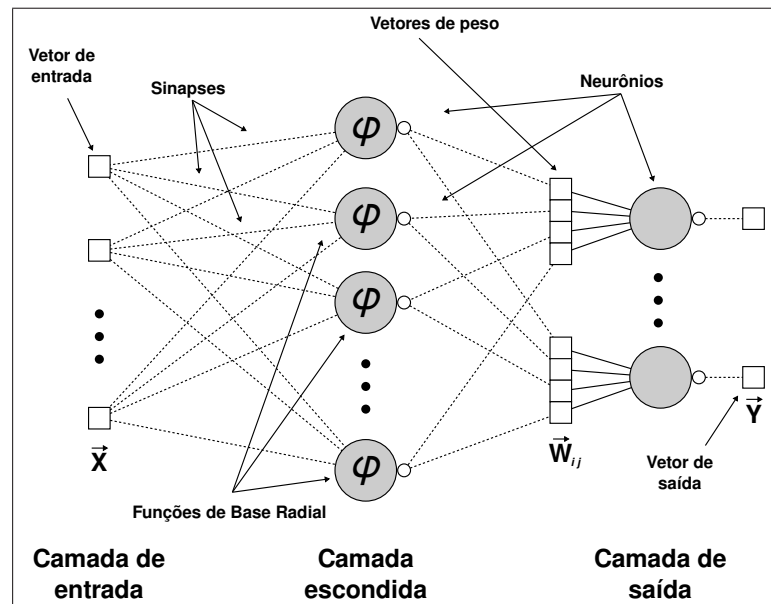 Vetores de peso
Vetor de
entrada
Sinapses
Neurônios
φ
φ
φ
φ
X
W ij
Y
Vetor de
saída
Funções de Base Radial
Camada de
entrada
Camada
escondida
Camada de
saída